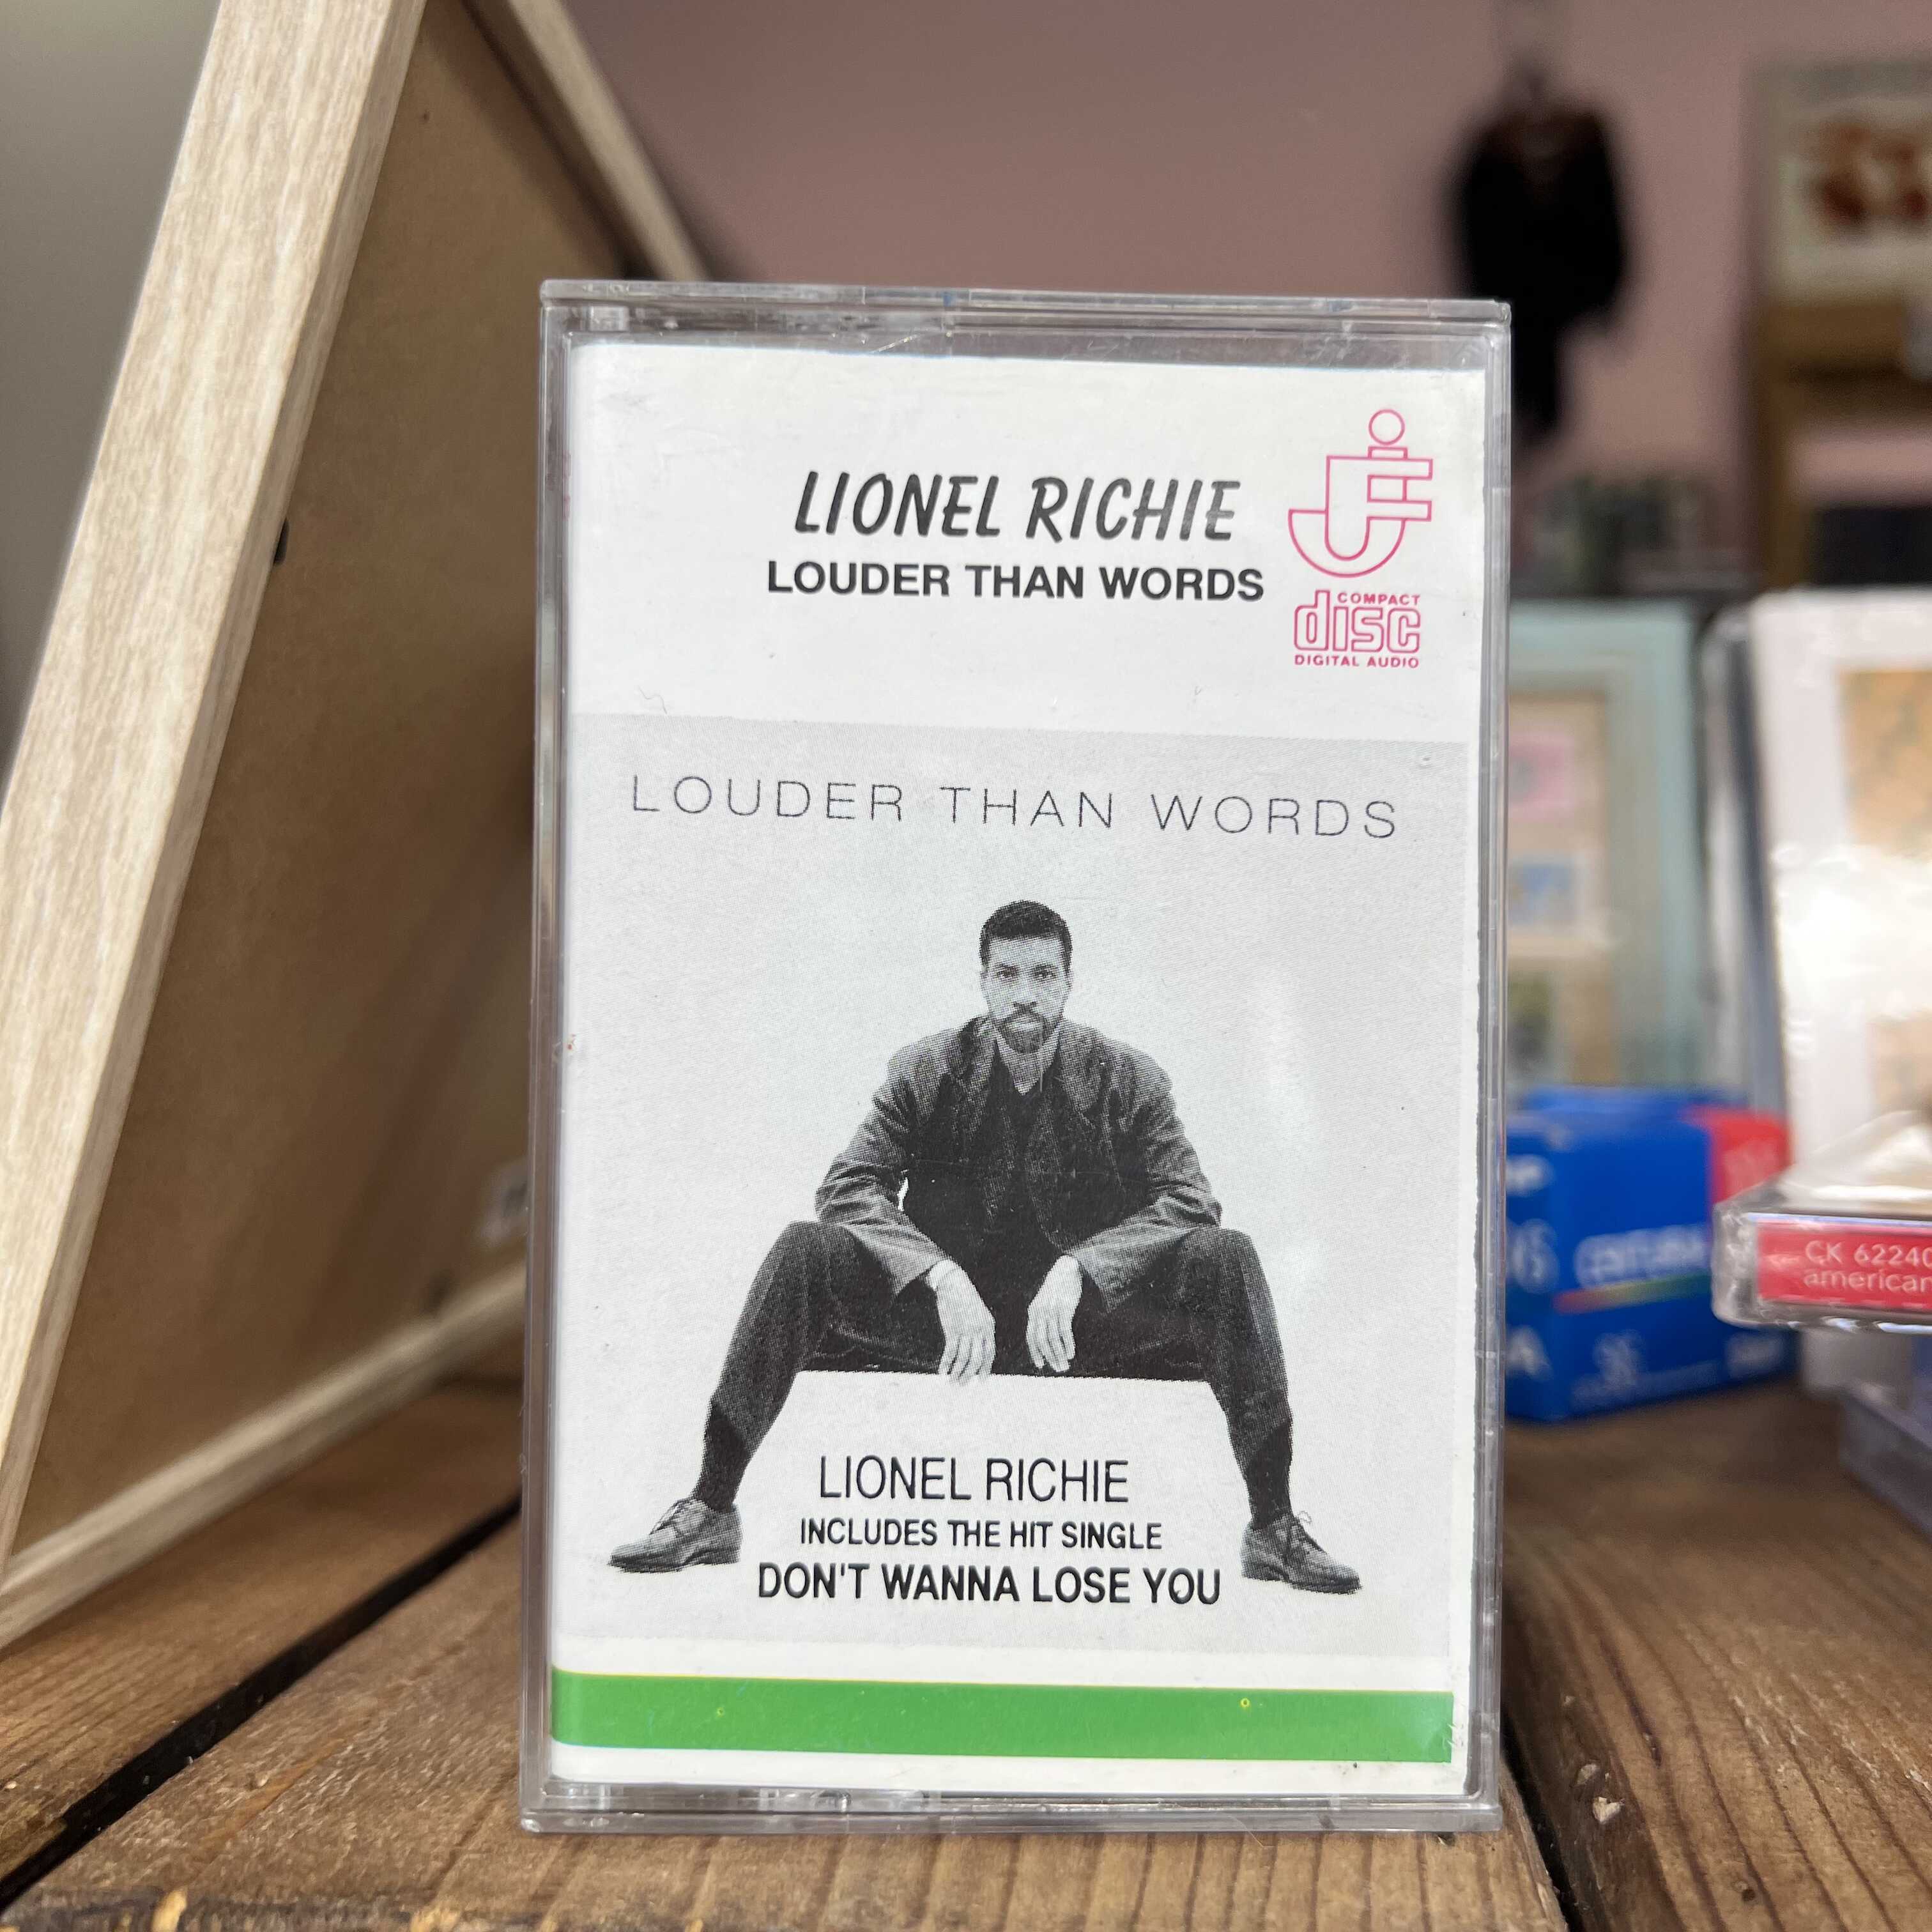 LIONEL RICHIE
LOUDER THAN WORDS
COMPACT
disc
DIGITAL AUDIO
LOUDER THAN WORDS
LIONEL RICHIE
INCLUDES THE HIT SINGLE
DON'T WANNA LOSE YOU
CK 62240
american